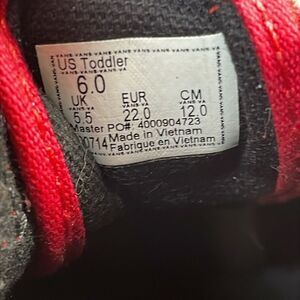 US Toddler
6.0
UK EUR CM
5.5 22.0 12.0
Master PO#: 4000904723
0714 Made in Vietnam
Fabrique en Vietnam